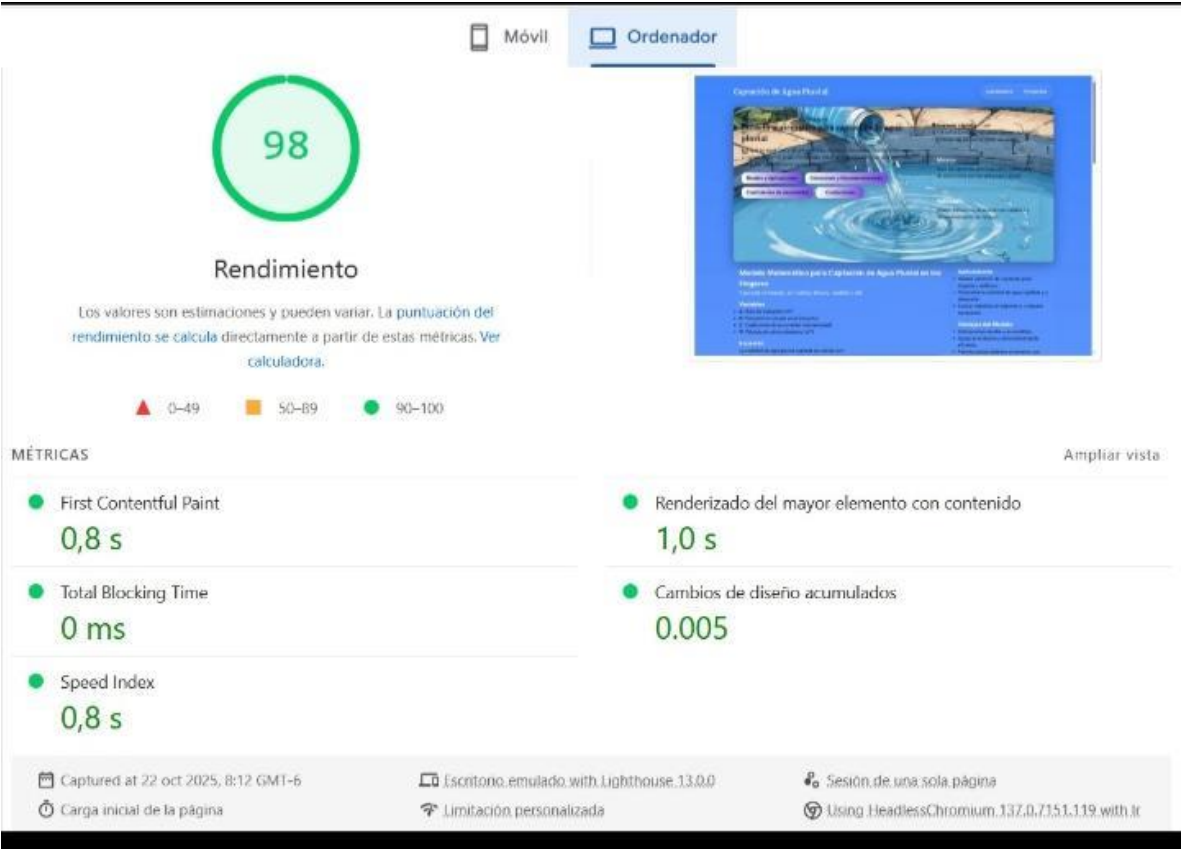 Móvil
Ordenador
98
Rendimiento
Los valores son estimaciones y pueden variar. La puntuación del
rendimiento se calcula directamente a partir de estas métricas. Ver
calculadora.
0–49
50–89
90–100
Captación de Agua Pluvial
pluvial
Modelo Matemático para Captación de Agua Pluvial en los
Hogares
Variables
MÉTRICAS
Ampliar vista
First Contentful Paint
0,8 s
Renderizado del mayor elemento con contenido
1,0 s
Total Blocking Time
0 ms
Cambios de diseño acumulados
0.005
Speed Index
0,8 s
Captured at 22 oct 2025, 8:12 GMT-6
Escritorio emulado with Lighthouse 13.0.0
Sesión de una sola página
Carga inicial de la página
Limitación personalizada
Using HeadlessChromium 137.0.7151.119 with lr